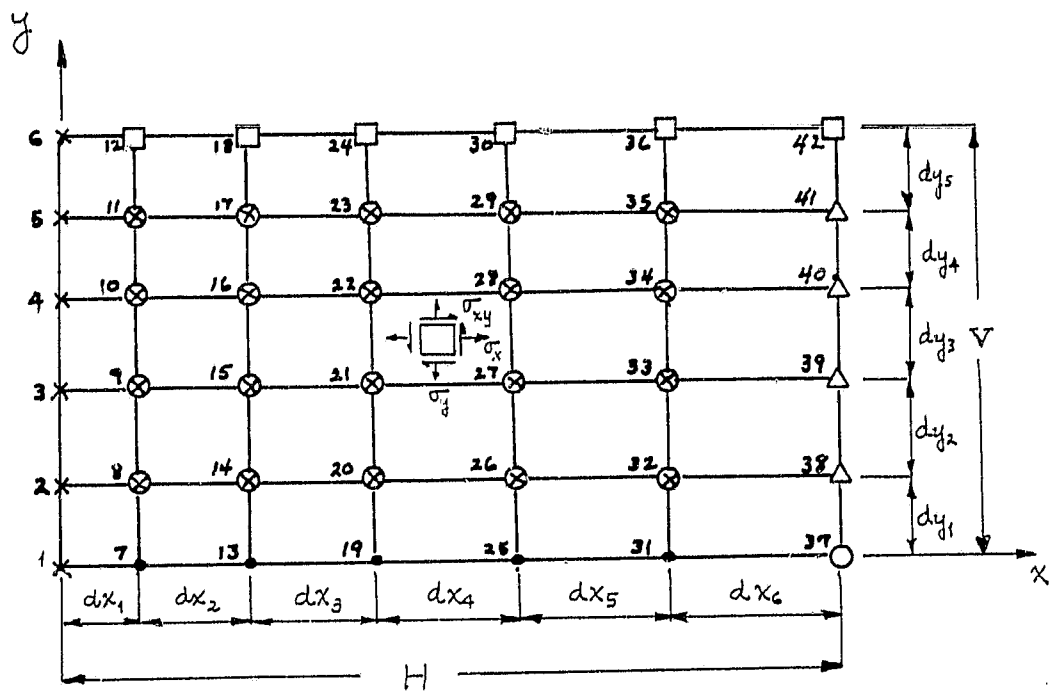 y
6 12 18 24 30 36 42
dy5
5 11 17 23 29 35 41
dy4
4 10 16 22 28 34 40
σxy
σx
dy3 V
3 9 15 21 27 33 39
σy
dy2
2 8 14 20 26 32 38
dy1
1 7 13 19 25 31 37
x
dx1 dx2 dx3 dx4 dx5 dx6
H